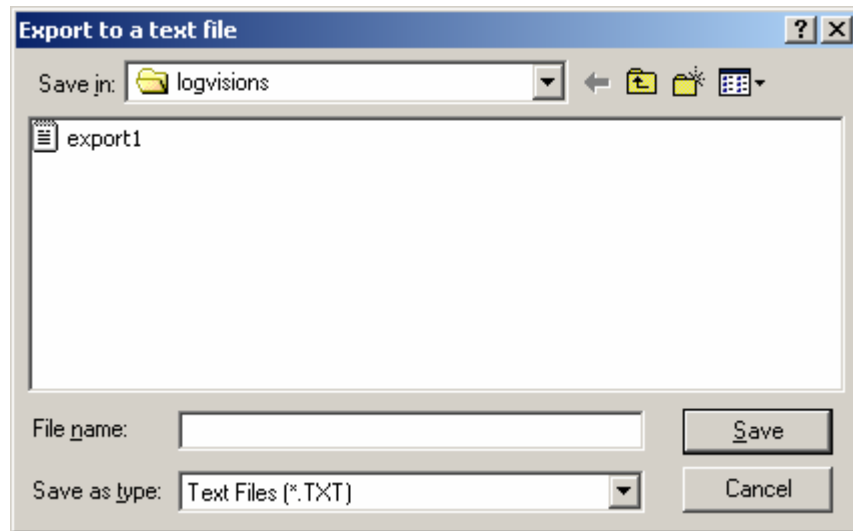 Export to a text file
Save in: logvisions
export1
File name:
Save
Save as type: Text Files (*.TXT)
Cancel